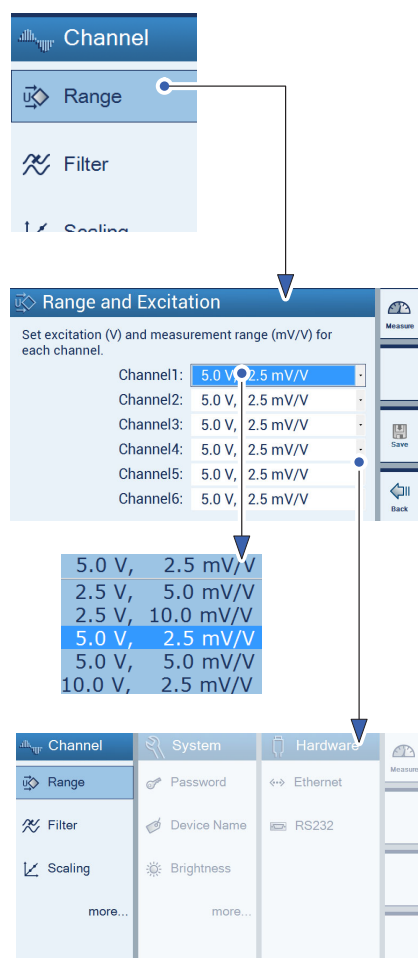 Channel
Range
Filter
Scaling
Range and Excitation
Measure
Set excitation (V) and measurement range (mV/V) for
each channel.
Channel1: 5.0 V, 2.5 mV/V
Channel2: 5.0 V, 2.5 mV/V
Channel3: 5.0 V, 2.5 mV/V
Channel4: 5.0 V, 2.5 mV/V
Channel5: 5.0 V, 2.5 mV/V
Channel6: 5.0 V, 2.5 mV/V
Save
Back
5.0 V, 2.5 mV/V
2.5 V, 5.0 mV/V
2.5 V, 10.0 mV/V
5.0 V, 2.5 mV/V
5.0 V, 5.0 mV/V
10.0 V, 2.5 mV/V
Channel System Hardware
Measure
Range Password Ethernet
Filter Device Name RS232
Scaling Brightness
more... more...